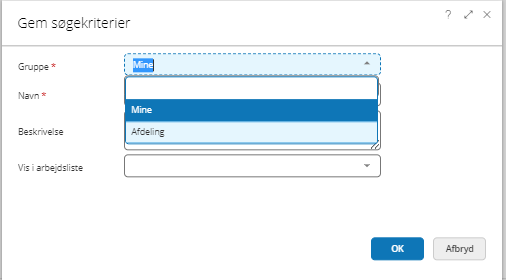 Gem søgekriterier
?
Gruppe *
Mine
Navn *
Mine
Beskrivelse
Afdeling
Vis i arbejdsliste
OK
Afbryd